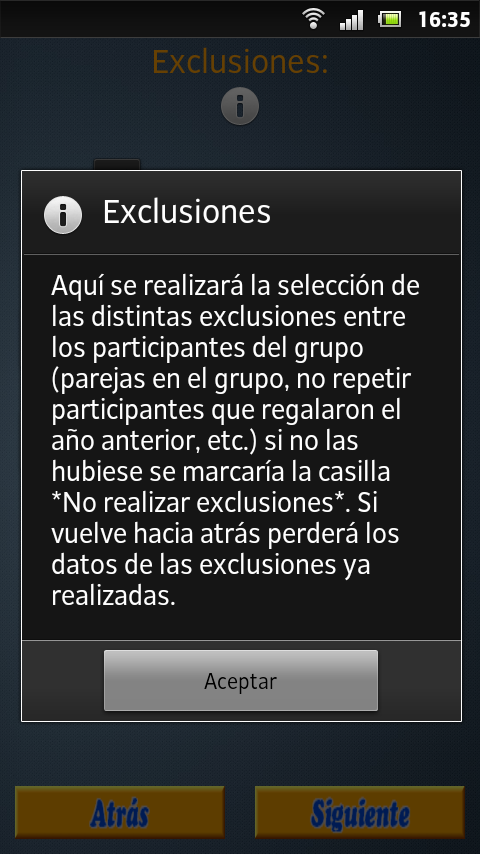 16:35
Exclusiones:
Exclusiones
Aquí se realizará la selección de
las distintas exclusiones entre
los participantes del grupo
(parejas en el grupo, no repetir
participantes que regalaron el
año anterior, etc.) si no las
hubiese se marcaría la casilla
*No realizar exclusiones*. Si
vuelve hacia atrás perderá los
datos de las exclusiones ya
realizadas.
Aceptar
Atrás
Siguiente